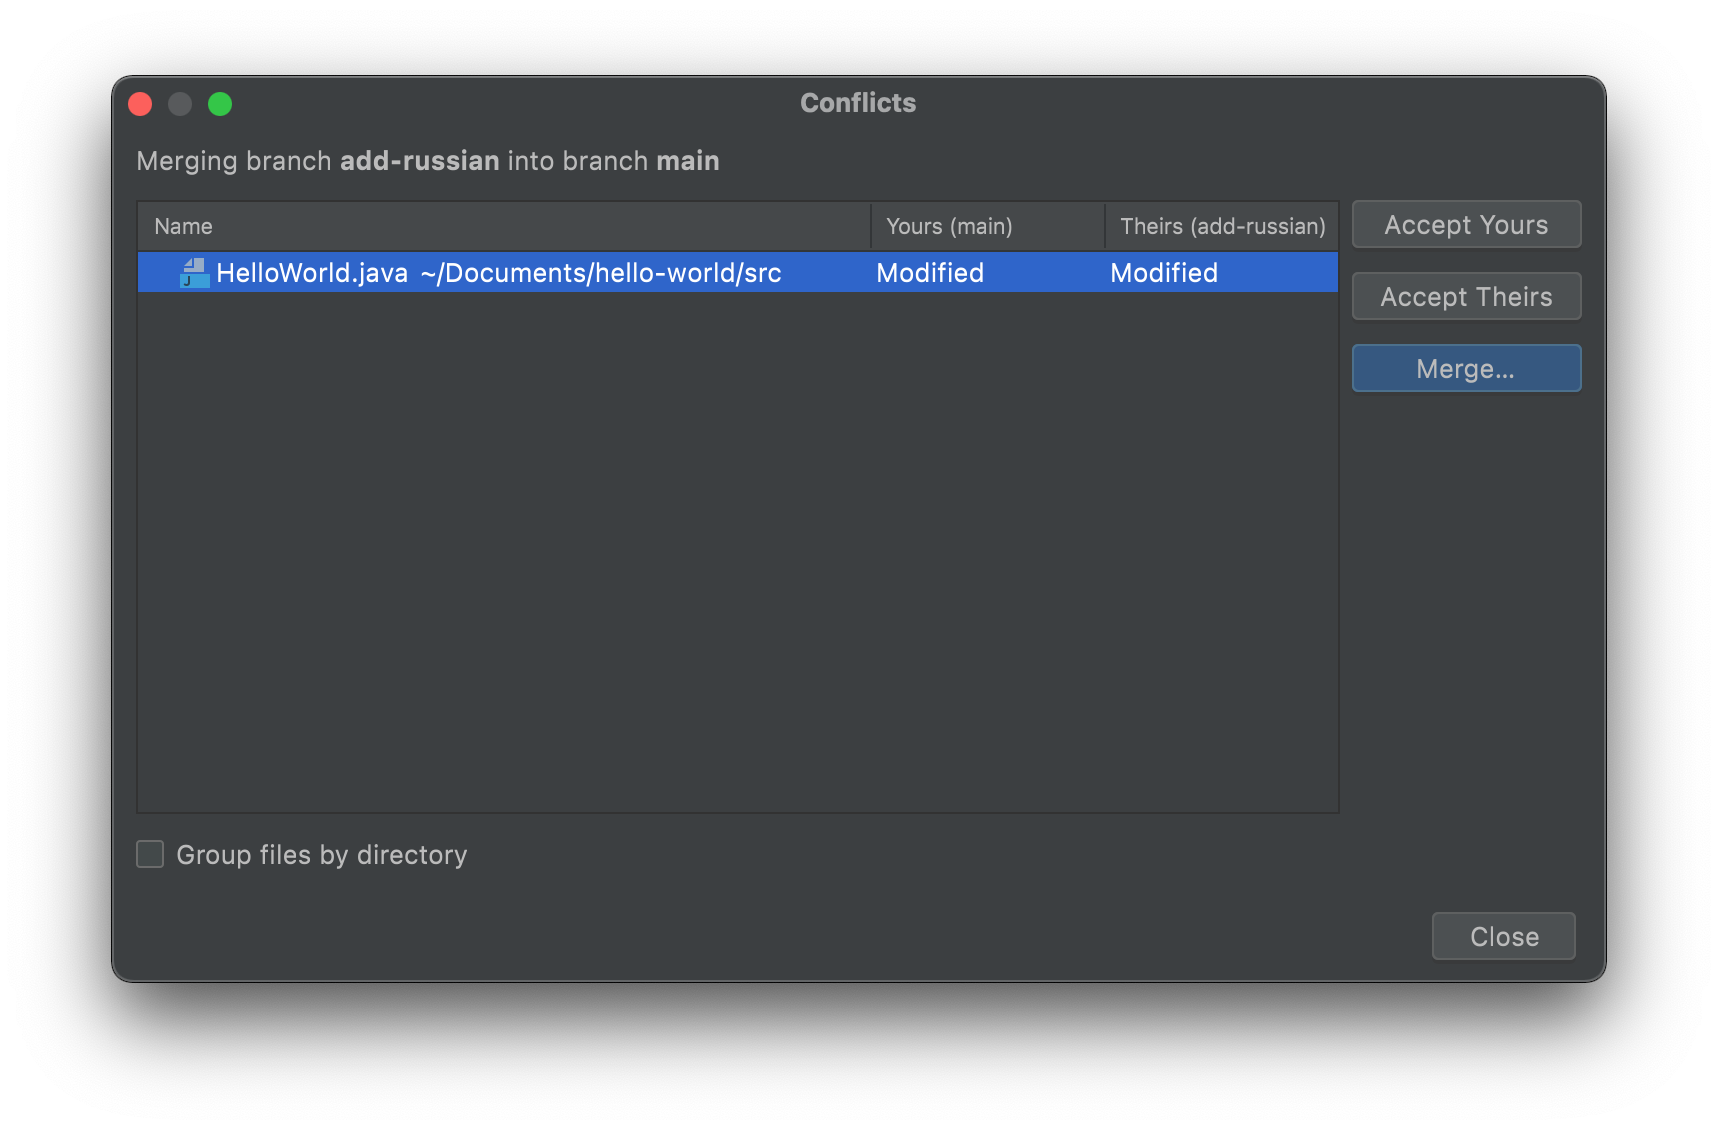 Conflicts
Merging branch add-russian into branch main
Name Yours (main) Theirs (add-russian)
HelloWorld.java ~/Documents/hello-world/src Modified Modified
Accept Yours
Accept Theirs
Merge...
Group files by directory
Close